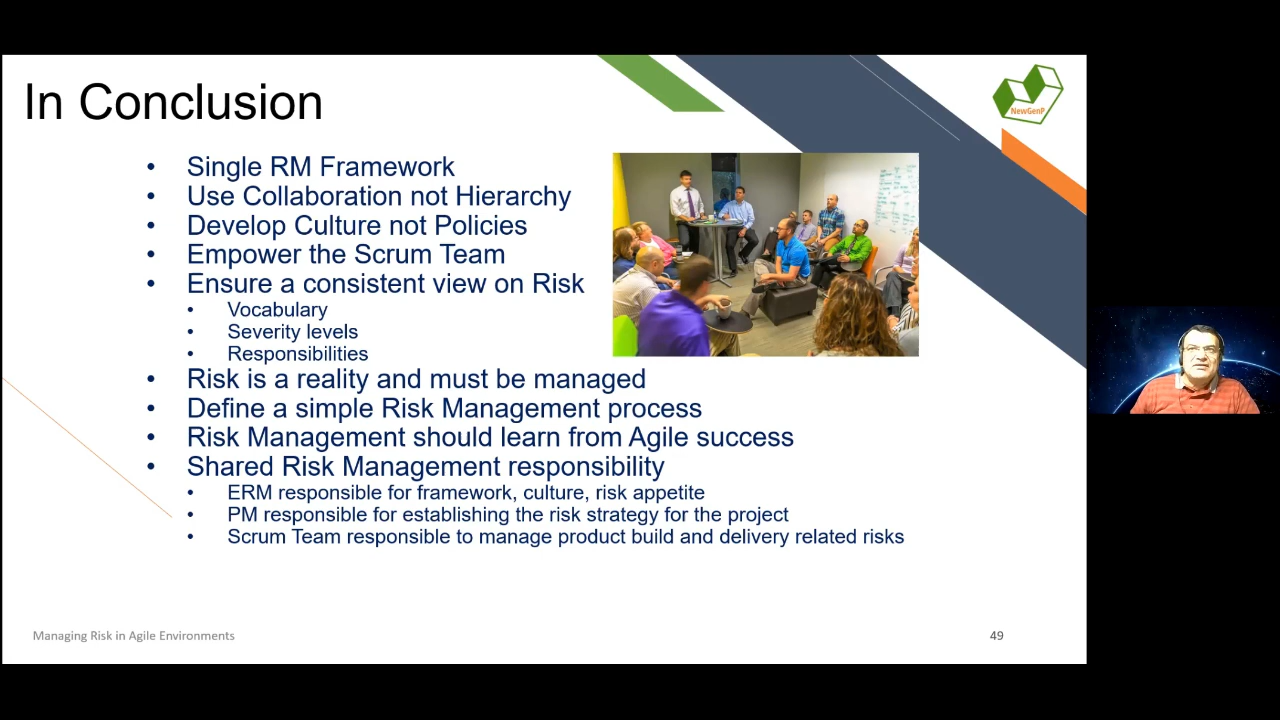 In Conclusion
NewGenP
• Single RM Framework
• Use Collaboration not Hierarchy
• Develop Culture not Policies
• Empower the Scrum Team
• Ensure a consistent view on Risk
• Vocabulary
• Severity levels
• Responsibilities
• Risk is a reality and must be managed
• Define a simple Risk Management process
• Risk Management should learn from Agile success
• Shared Risk Management responsibility
• ERM responsible for framework, culture, risk appetite
• PM responsible for establishing the risk strategy for the project
• Scrum Team responsible to manage product build and delivery related risks
Managing Risk in Agile Environments
49